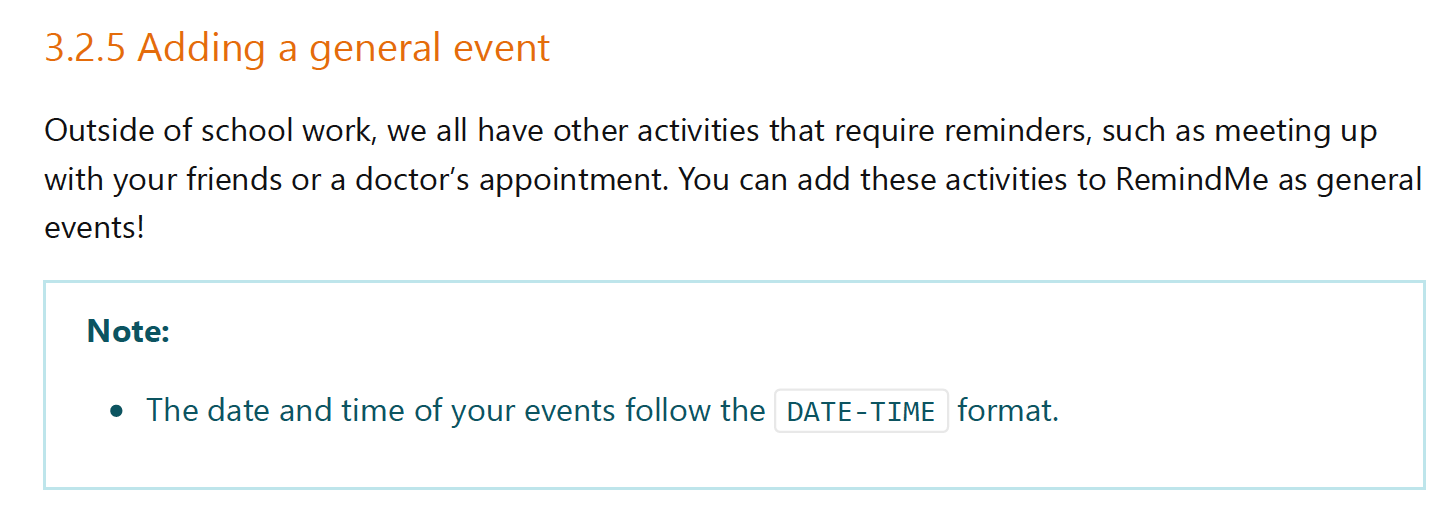 3.2.5 Adding a general event
Outside of school work, we all have other activities that require reminders, such as meeting up
with your friends or a doctor’s appointment. You can add these activities to RemindMe as general
events!
Note:
• The date and time of your events follow the DATE-TIME format.